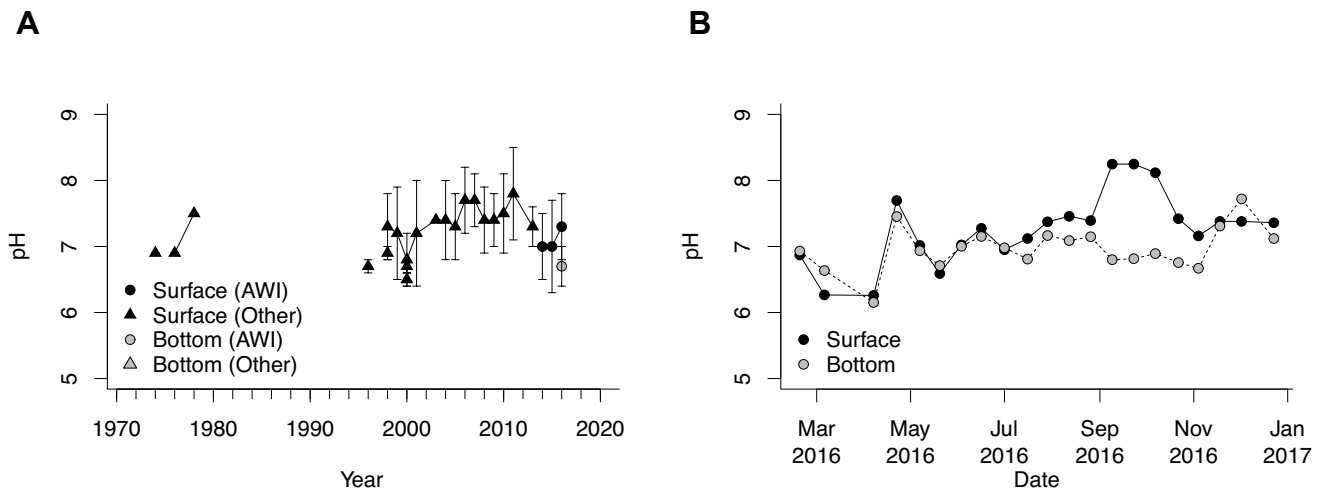 A
pH
9
8
7
6
5
Surface (AWI)
Surface (Other)
Bottom (AWI)
Bottom (Other)
1970 1980 1990 2000 2010 2020
Year
B
pH
9
8
7
6
5
Surface
Bottom
Mar May Jul Sep Nov Jan
2016 2016 2016 2016 2016 2017
Date